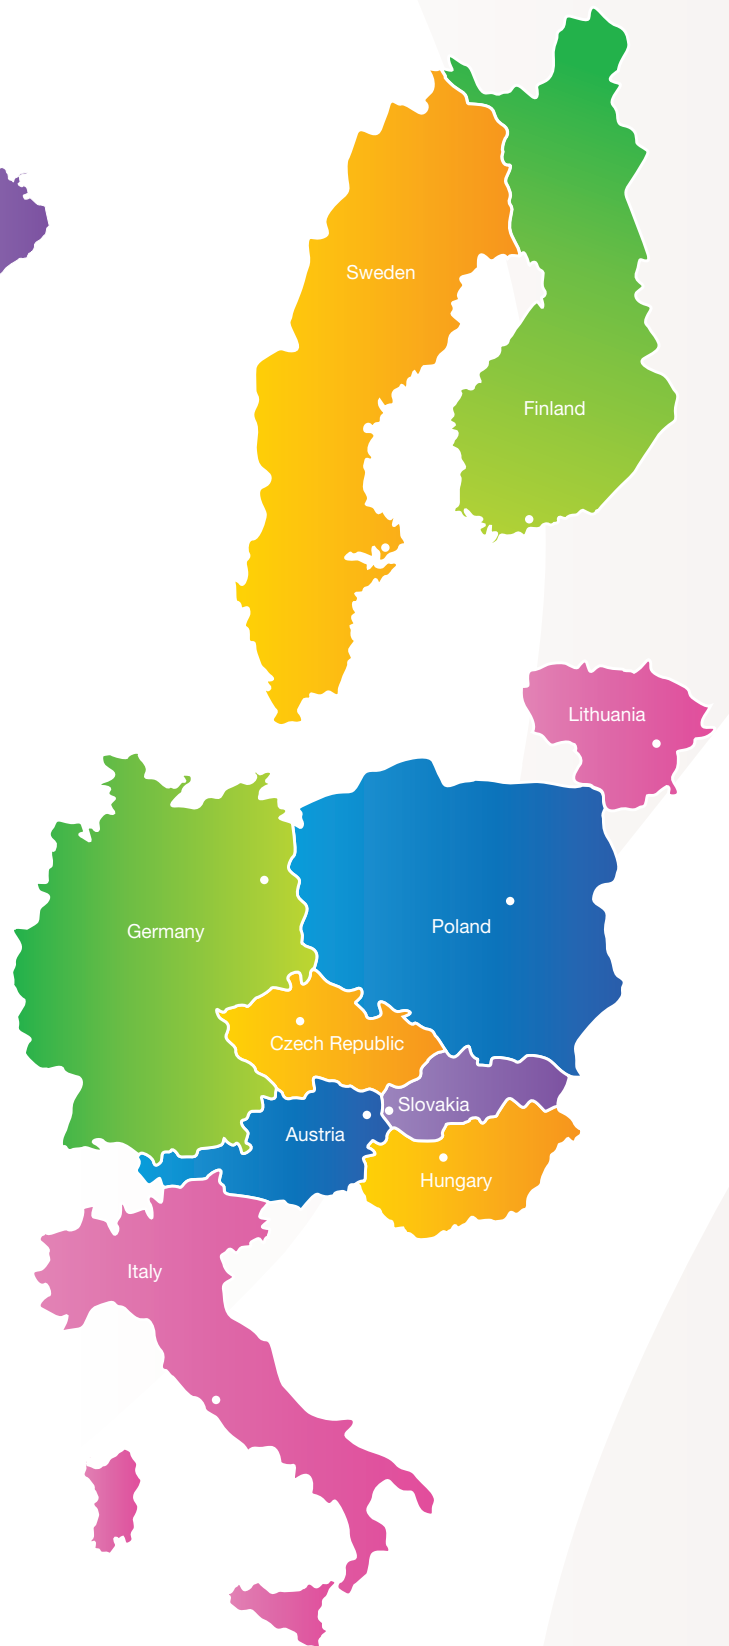 Sweden
Finland
Lithuania
Germany
Poland
Czech Republic
Slovakia
Austria
Hungary
Italy